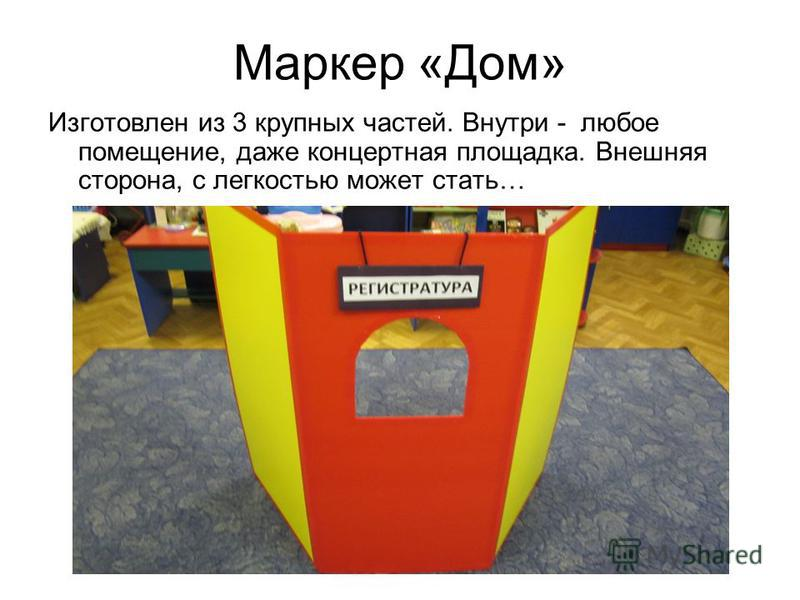 Маркер «Дом»
Изготовлен из 3 крупных частей. Внутри - любое
помещение, даже концертная площадка. Внешняя
сторона, с легкостью может стать…
РЕГИСТРАТУРА
MyShared